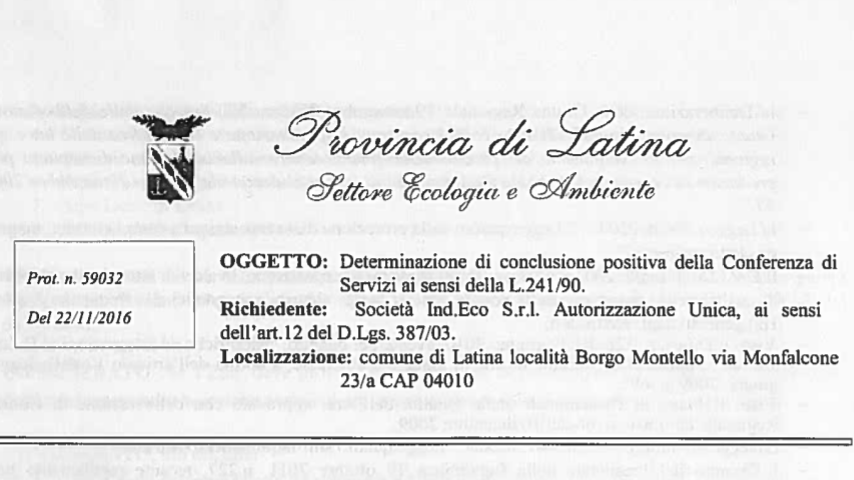 Provincia di Latina
Settore Ecologia e Ambiente
Prot. n. 59032
Del 22/11/2016
OGGETTO: Determinazione di conclusione positiva della Conferenza di
Servizi ai sensi della L.241/90.
Richiedente: Società Ind.Eco S.r.l. Autorizzazione Unica, ai sensi
dell'art.12 del D.Lgs. 387/03.
Localizzazione: comune di Latina località Borgo Montello via Monfalcone
23/a CAP 04010